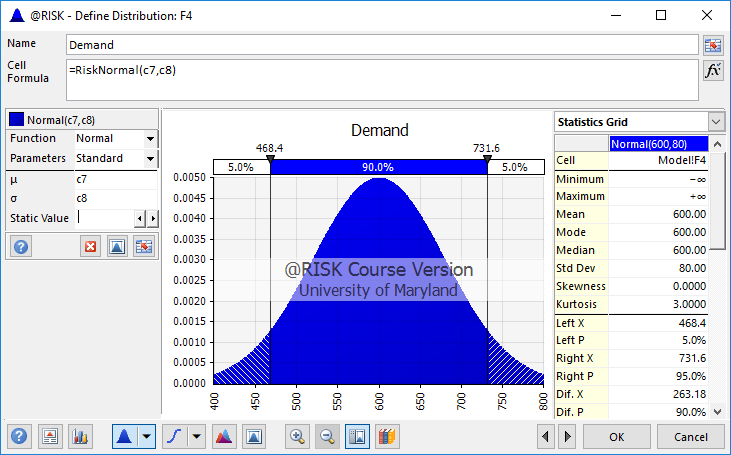 @RISK - Define Distribution: F4
Name Demand
Cell Formula =RiskNormal(c7,c8)
fx
Normal(c7,c8)
Function Normal
Parameters Standard
μ c7
σ c8
Static Value
Demand
468.4 731.6
5.0% 90.0% 5.0%
0.0050
0.0045
0.0040
0.0035
0.0030
0.0025
0.0020
0.0015
0.0010
0.0005
0.0000
@RISK Course Version
University of Maryland
400 450 500 550 600 650 700 750 800
Statistics Grid
Normal(600,80)
Cell Model!F4
Minimum −∞
Maximum +∞
Mean 600.00
Mode 600.00
Median 600.00
Std Dev 80.00
Skewness 0.0000
Kurtosis 3.0000
Left X 468.4
Left P 5.0%
Right X 731.6
Right P 95.0%
Dif. X 263.18
Dif. P 90.0%
OK Cancel